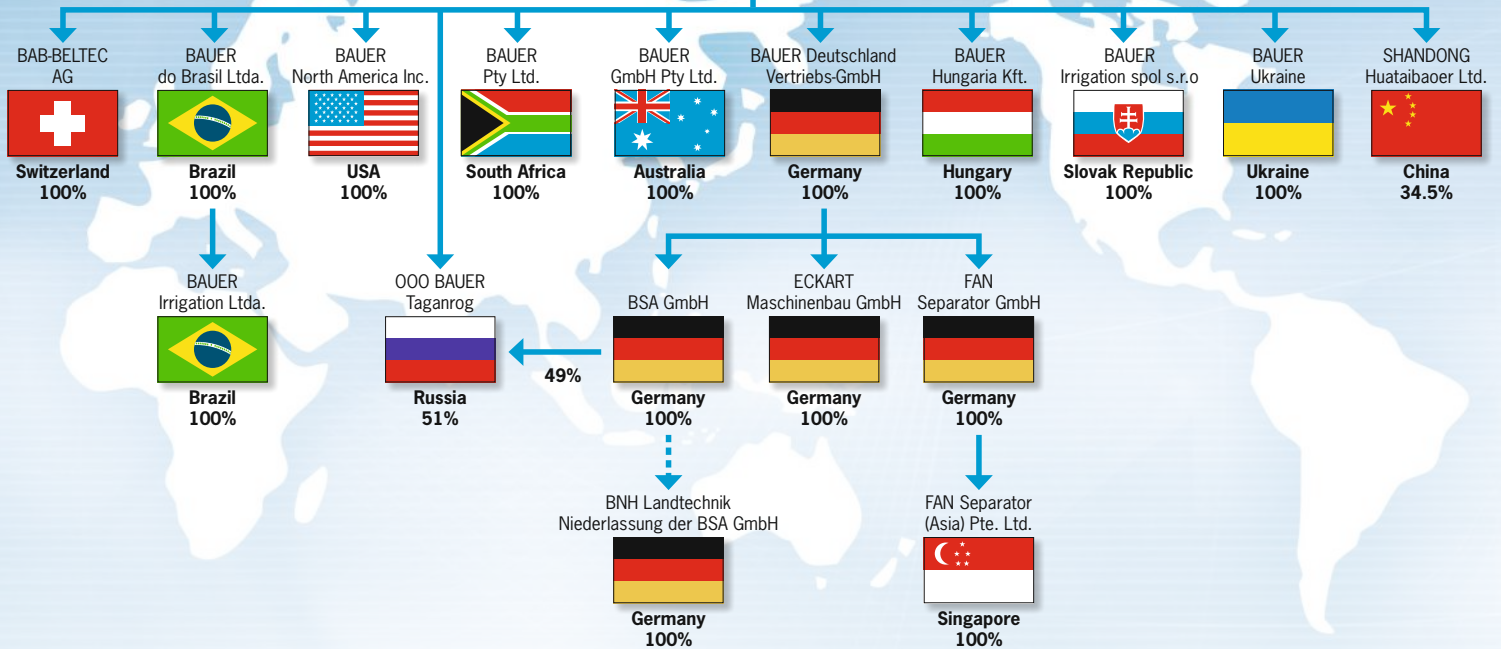 BAB-BELTEC
AG
Switzerland
100%
BAUER
do Brasil Ltda.
Brazil
100%
BAUER
North America Inc.
USA
100%
BAUER
Pty Ltd.
South Africa
100%
BAUER
GmbH Pty Ltd.
Australia
100%
BAUER Deutschland
Vertriebs-GmbH
Germany
100%
BAUER
Hungaria Kft.
Hungary
100%
BAUER
Irrigation spol s.r.o
Slovak Republic
100%
BAUER
Ukraine
Ukraine
100%
SHANDONG
Huataibaoer Ltd.
China
34.5%
BAUER
Irrigation Ltda.
Brazil
100%
OOO BAUER
Taganrog
Russia
51%
49%
BSA GmbH
Germany
100%
ECKART
Maschinenbau GmbH
Germany
100%
FAN
Separator GmbH
Germany
100%
BNH Landtechnik
Niederlassung der BSA GmbH
Germany
100%
FAN Separator
(Asia) Pte. Ltd.
Singapore
100%